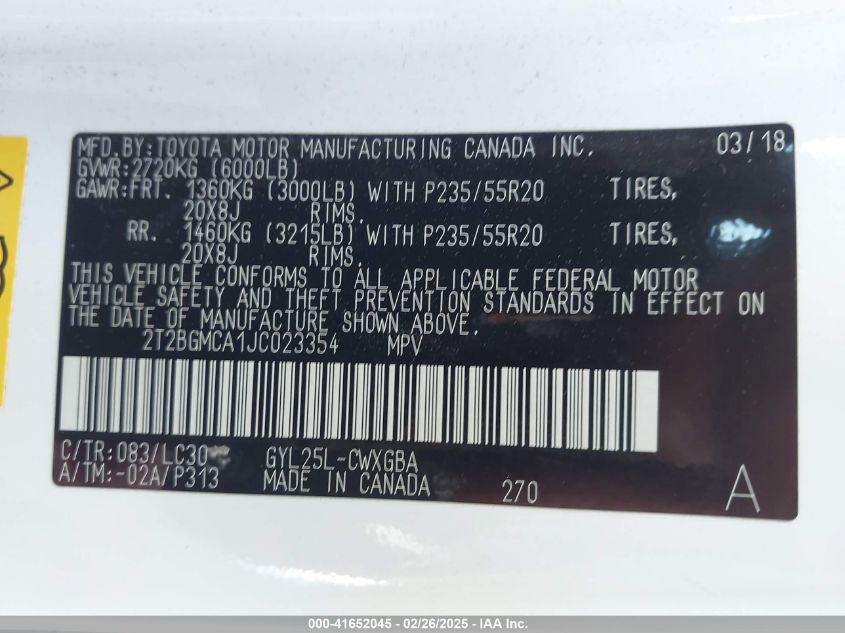 MFD.BY:TOYOTA MOTOR MANUFACTURING CANADA INC. 03/18
GVWR:2720KG (6000LB)
GAWR:FRT. 1360KG (3000LB) WITH P235/55R20 TIRES,
20X8J RIMS,
RR. 1460KG (3215LB) WITH P235/55R20 TIRES,
20X8J RIMS.
THIS VEHICLE CONFORMS TO ALL APPLICABLE FEDERAL MOTOR
VEHICLE SAFETY AND THEFT PREVENTION STANDARDS IN EFFECT ON
THE DATE OF MANUFACTURE SHOWN ABOVE.
2T2BGMCA1JC023354 MPV
C/TR:083/LC30 GYL25L-CWXGBA
A/TM:-02A/P313 MADE IN CANADA 270 A
000-41652045 - 02/26/2025 - IAA Inc.